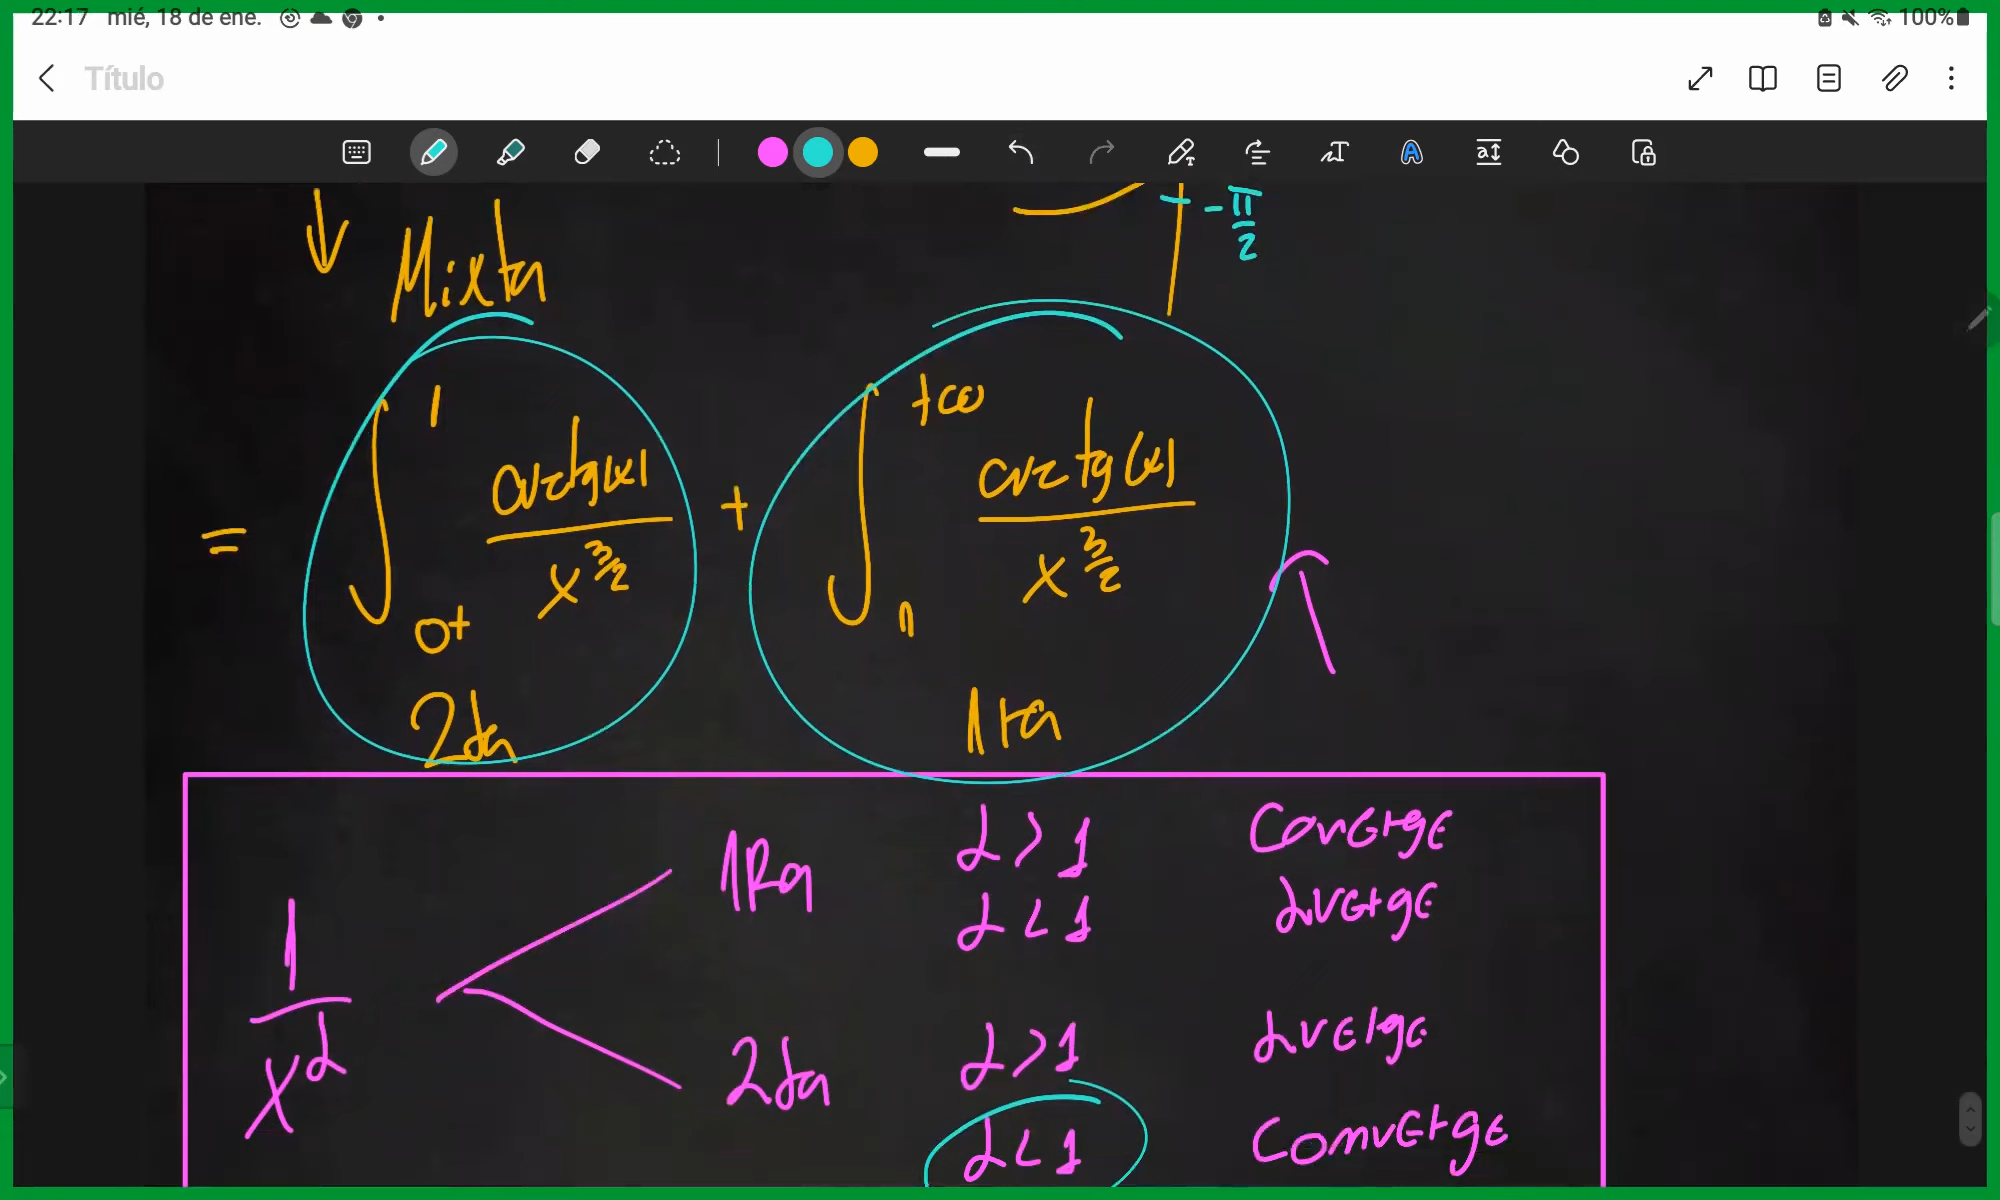 22:17 mié, 18 de ene. 100%
Título
-π/2
Mixta
= ∫ 1 0+ arctg(x) / x^3/2 + ∫ +∞ 1 arctg(x) / x^3/2
2da 1ra
1Ra α > 1 Converge
α < 1 diverge
1 / x^α
2da α > 1 diverge
α < 1 Converge